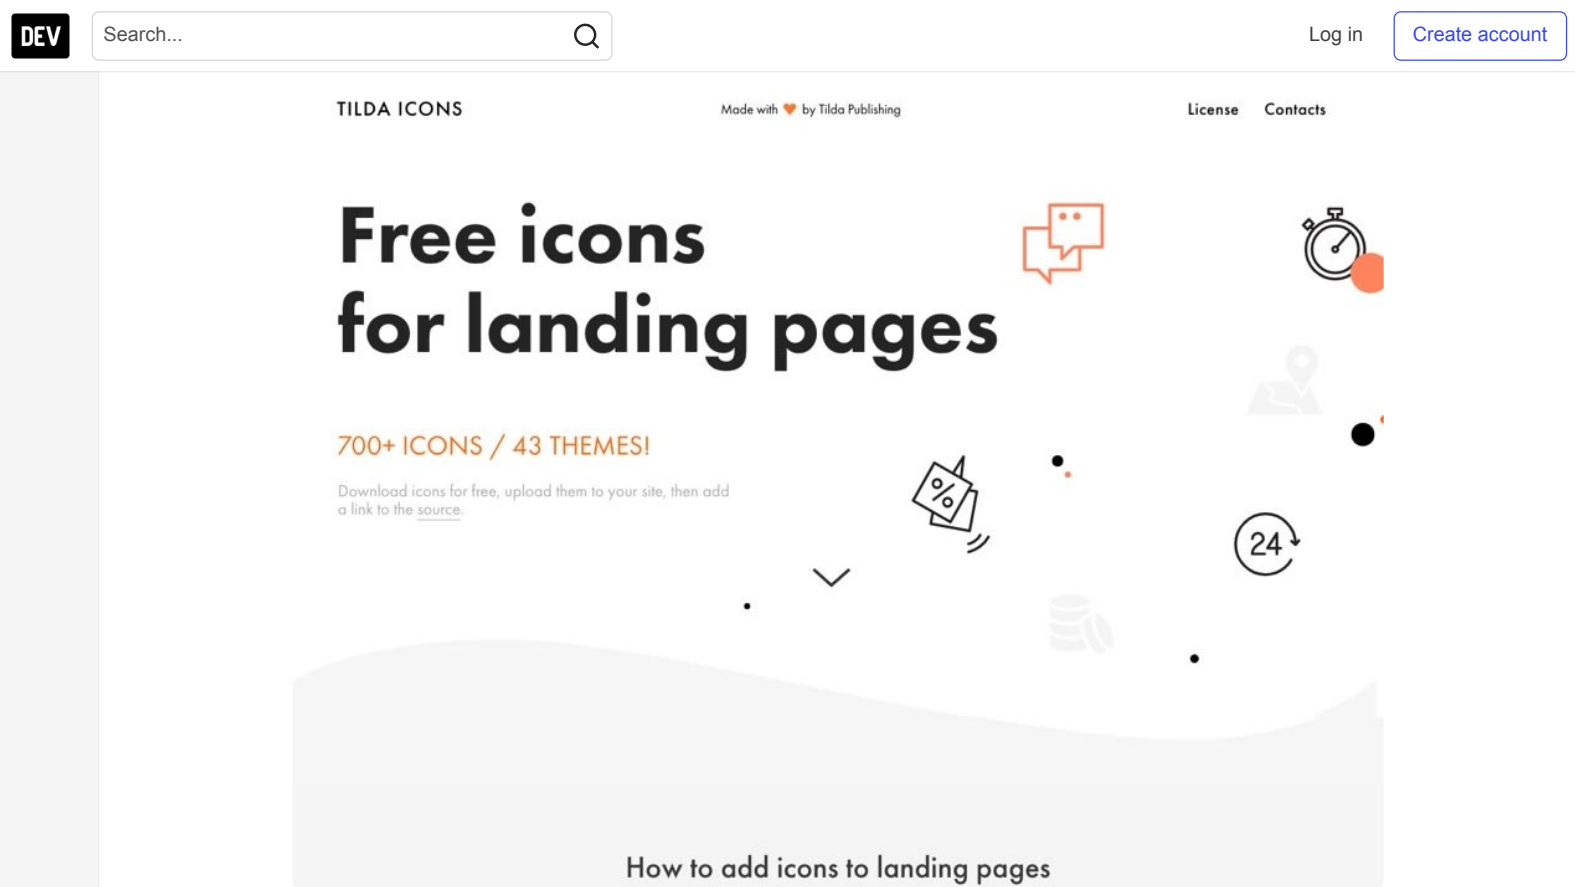 DEV
Search...
Log in
Create account
TILDA ICONS
Made with by Tilda Publishing
License
Contacts
Free icons
for landing pages
700+ ICONS / 43 THEMES!
Download icons for free, upload them to your site, then add
a link to the source.
%
24
How to add icons to landing pages